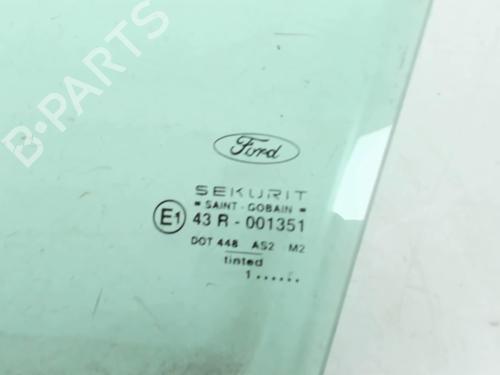 B-PARTS
Ford
SEKURIT
= SAINT - GOBAIN =
E1 43 R - 001351
DOT 448 AS2 M2
tinted
1......